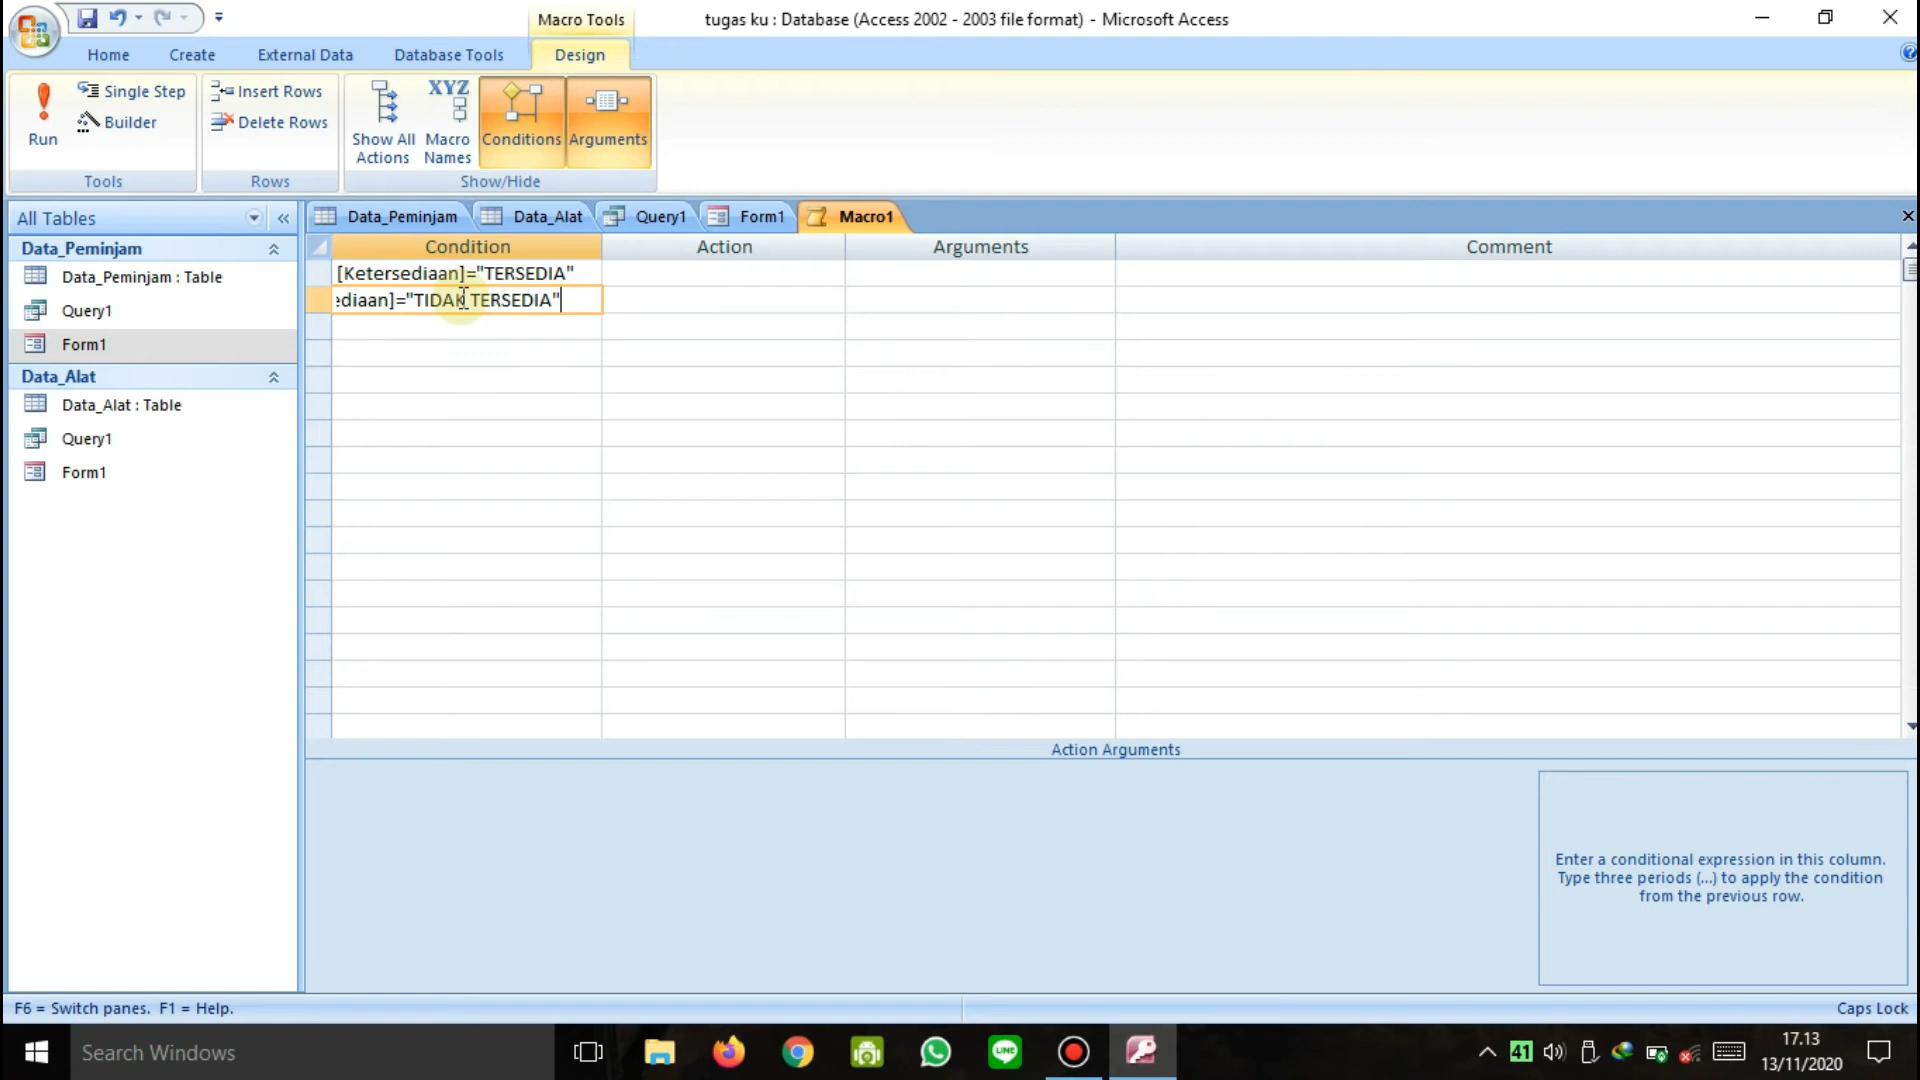 Macro Tools
tugas ku : Database (Access 2002 - 2003 file format) - Microsoft Access
Home
Create
External Data
Database Tools
Design
Run
Single Step
Builder
Tools
Insert Rows
Delete Rows
Rows
Show All Actions
XYZ
Macro Names
Conditions
Arguments
Show/Hide
All Tables
Data_Peminjam
Data_Peminjam : Table
Query1
Form1
Data_Alat
Data_Alat : Table
Query1
Form1
Data_Peminjam
Data_Alat
Query1
Form1
Macro1
Condition
Action
Arguments
Comment
[Ketersediaan]="TERSEDIA"
ediaan]="TIDAK TERSEDIA"
Action Arguments
Enter a conditional expression in this column.
Type three periods (...) to apply the condition
from the previous row.
F6 = Switch panes. F1 = Help.
Caps Lock
Search Windows
LINE
41
17.13
13/11/2020